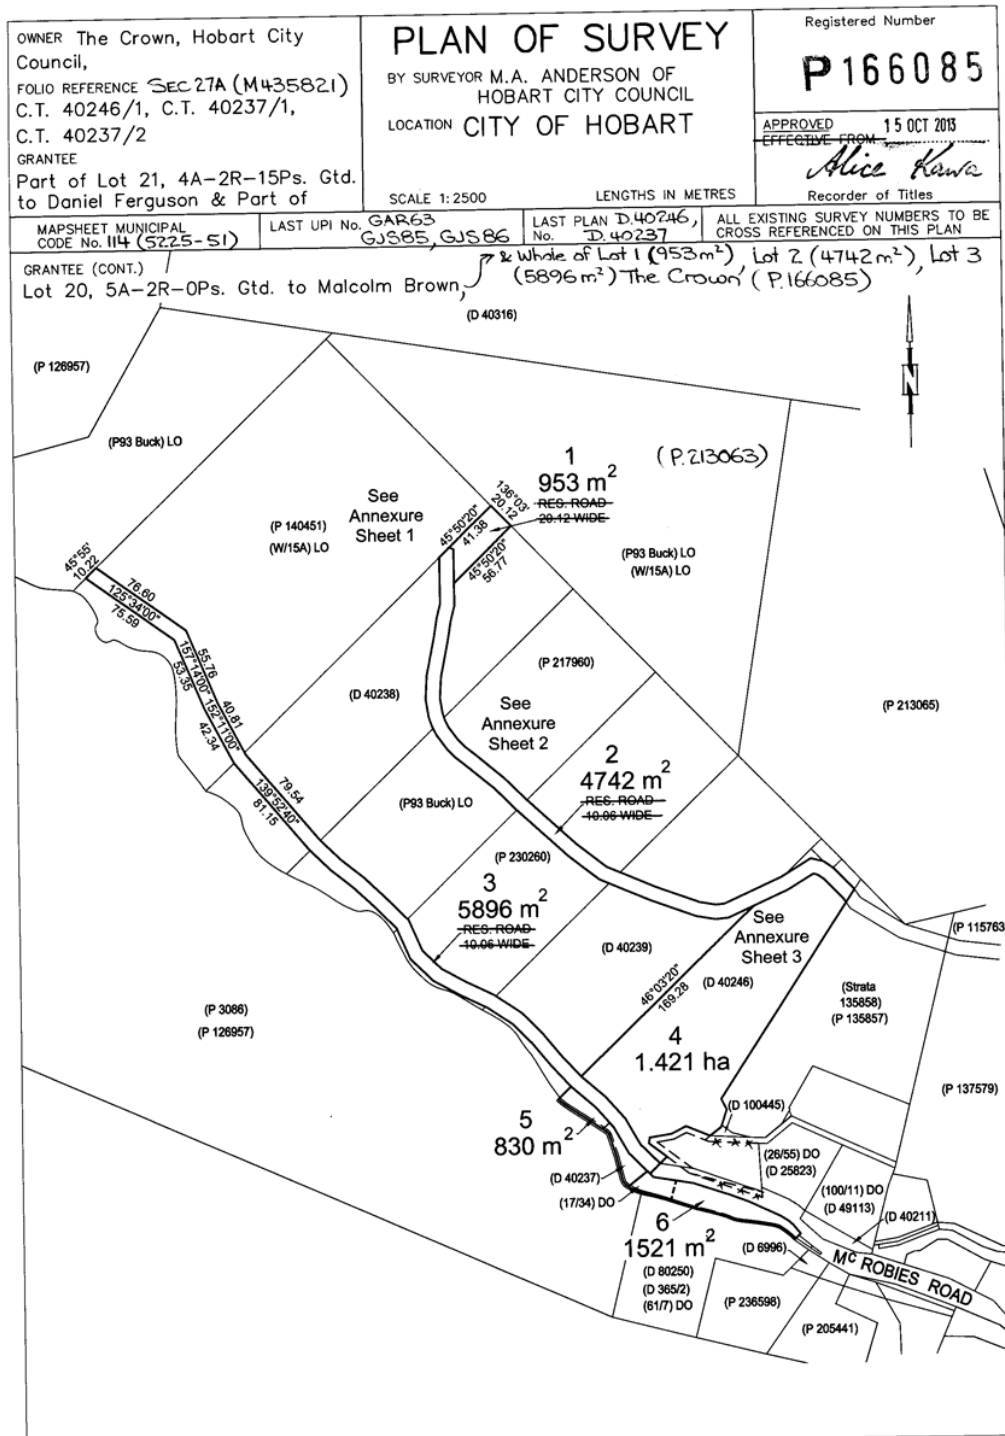 OWNER The Crown, Hobart City
Council,
FOLIO REFERENCE SEC 27A (M435821)
C.T. 40246/1, C.T. 40237/1,
C.T. 40237/2
GRANTEE
Part of Lot 21, 4A-2R-15Ps. Gtd.
to Daniel Ferguson & Part of
PLAN OF SURVEY
BY SURVEYOR M.A. ANDERSON OF
HOBART CITY COUNCIL
LOCATION CITY OF HOBART
SCALE 1:2500
LENGTHS IN METRES
Registered Number
P166085
APPROVED 15 OCT 2013
EFFECTIVE FROM
Alice Kawa
Recorder of Titles
MAPSHEET MUNICIPAL
CODE No. 114 (5225-51)
LAST UPI No. GAR63
GJS85, GJS86
LAST PLAN D.40246,
No. D.40237
ALL EXISTING SURVEY NUMBERS TO BE
CROSS REFERENCED ON THIS PLAN
GRANTEE (CONT.)
Lot 20, 5A-2R-0Ps. Gtd. to Malcolm Brown,
& Whole of Lot 1 (953m²), Lot 2 (4742m²), Lot 3
(5896m²) The Crown (P.166085)
(D 40316)
(P 126957)
N
(P93 Buck) LO
1
953 m²
RES. ROAD
20.12 WIDE
(P.213063)
See
Annexure
Sheet 1
(P 140451)
(W/15A) LO
136°03'
20.12
45°50'20"
41.38
45°50'20"
56.77
(P93 Buck) LO
(W/15A) LO
45°55'
10.22
76.60
125°34'00"
75.59
55.76
157°14'00"
53.35
40.81
152°11'00"
42.34
79.54
139°52'40"
81.15
(P 217960)
(D 40238)
See
Annexure
Sheet 2
(P 213065)
2
4742 m²
RES. ROAD
10.06 WIDE
(P93 Buck) LO
(P 230260)
3
5896 m²
RES. ROAD
10.06 WIDE
See
Annexure
Sheet 3
(P 115763
(D 40239)
46°03'20"
169.28
(D 40246)
(Strata
135858)
(P 135857)
(P 3086)
(P 126957)
4
1.421 ha
(P 137579)
(D 100445)
5
830 m²
(26/55) DO
(D 25823)
(D 40237)
(100/11) DO
(D 49113)
(17/34) DO
(D 40211)
6
1521 m²
(D 6996)
Mc ROBIES ROAD
(D 80250)
(D 365/2)
(61/7) DO
(P 236598)
(P 205441)